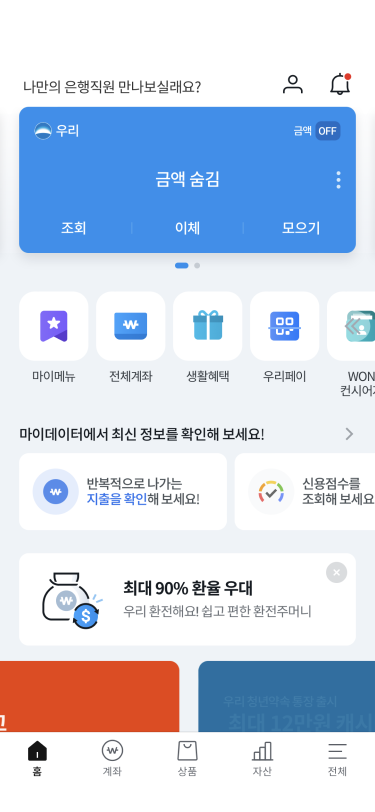 나만의 은행직원 만나보실래요?
우리
금액 OFF
금액 숨김
조회
이체
모으기
마이메뉴
전체계좌
생활혜택
우리페이
WON
컨시어
마이데이터에서 최신 정보를 확인해 보세요!
반복적으로 나가는
지출을 확인해 보세요!
신용점수를
조회해 보세요
최대 90% 환율 우대
우리 환전해요! 쉽고 편한 환전주머니
고
우리 청년약속 통장 출시
최대 12만원 캐시
홈
계좌
상품
자산
전체